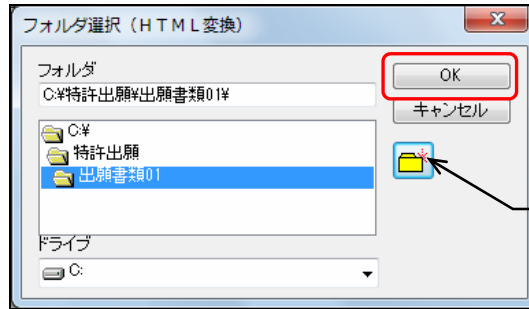 フォルダ選択（ＨＴＭＬ変換）
フォルダ
C:¥特許出願¥出願書類01¥
OK
キャンセル
C:¥
特許出願
出願書類01
ドライブ
C: